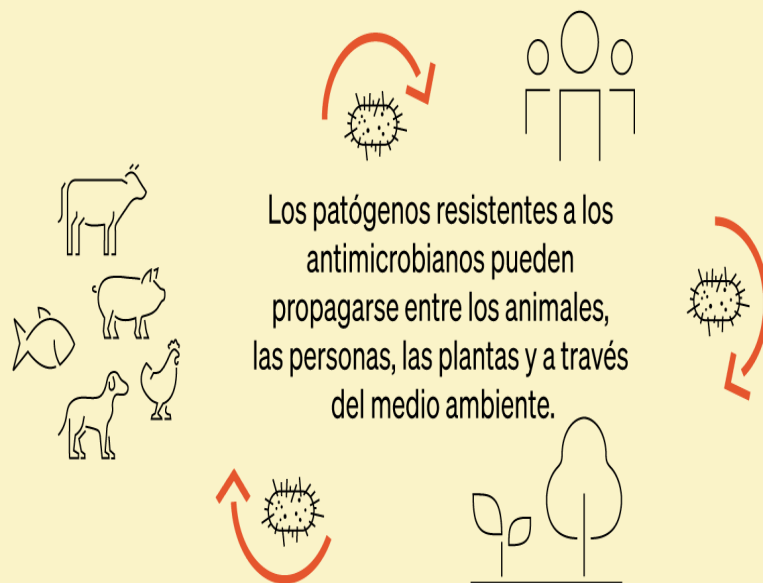 Los patógenos resistentes a los
antimicrobianos pueden
propagarse entre los animales,
las personas, las plantas y a través
del medio ambiente.